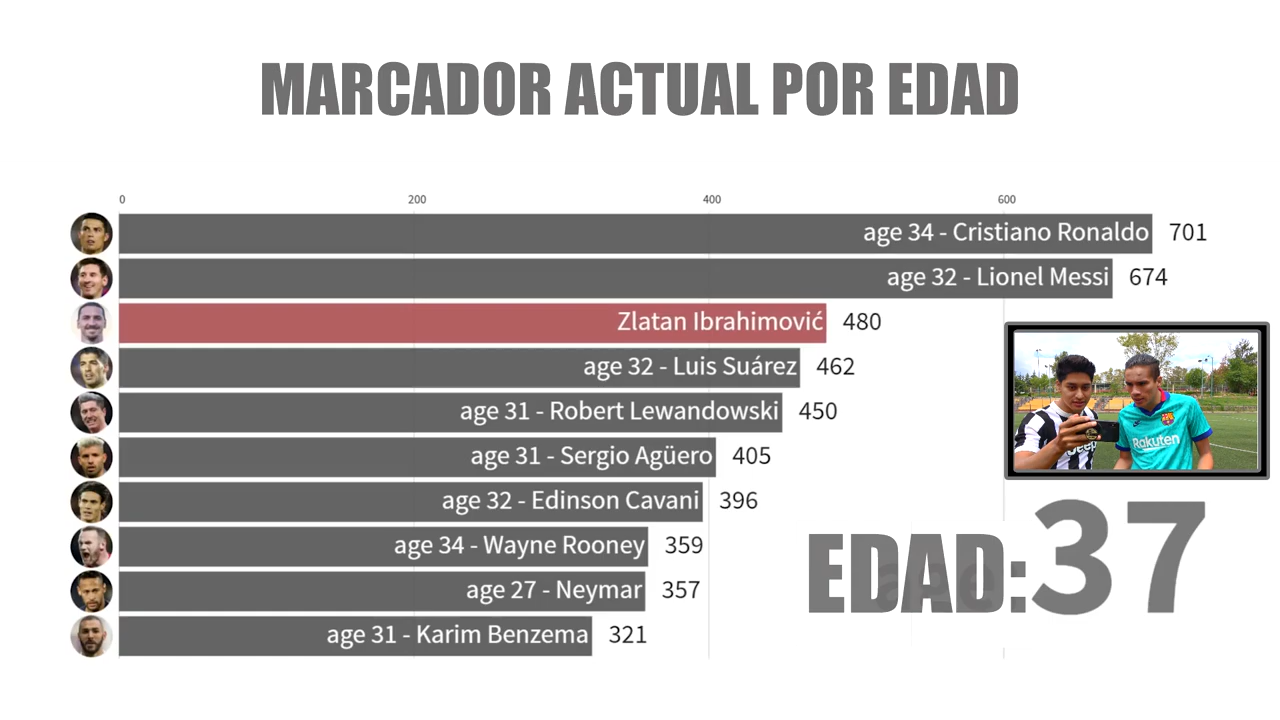 MARCADOR ACTUAL POR EDAD
0 200 400 600
age 34 - Cristiano Ronaldo 701
age 32 - Lionel Messi 674
Zlatan Ibrahimović 480
age 32 - Luis Suárez 462
age 31 - Robert Lewandowski 450
age 31 - Sergio Agüero 405
age 32 - Edinson Cavani 396
age 34 - Wayne Rooney 359
age 27 - Neymar 357
age 31 - Karim Benzema 321
Jeep
Rakuten
EDAD:37